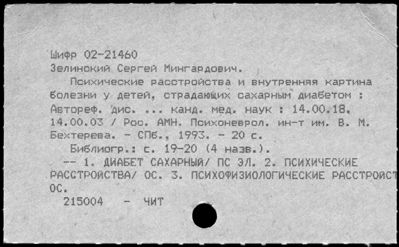 Шифр 02-21460
Зелинский Сергей Мингардович.
Психические расстройства и внутренняя картина
болезни у детей, страдающих сахарным диабетом :
Автореф. дис. ... канд. мед. наук : 14.00.18,
14.00.03 / Рос. АМН. Психоневрол. ин-т им. В. М.
Бехтерева. - СПб., 1993. - 20 с.
Библиогр.: с. 19-20 (4 назв.).
-- 1. ДИАБЕТ САХАРНЫЙ/ ПС ЭЛ. 2. ПСИХИЧЕСКИЕ
РАССТРОЙСТВА/ ОС. 3. ПСИХОФИЗИОЛОГИЧЕСКИЕ РАССТРОЙСТ
ОС.
215004 - ЧИТ